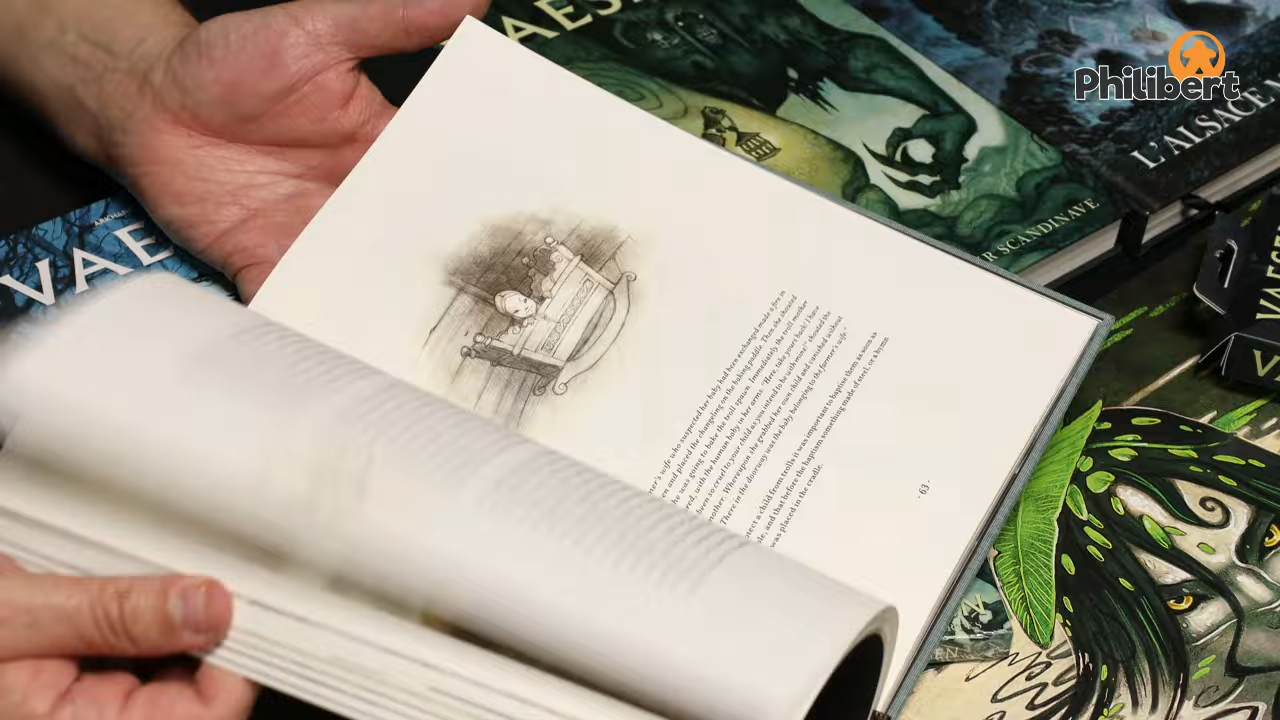 Philibert
VAES
L'ALSACE
R SCANDINAVE
ARKHA
VAE
VAES
ner's wife who suspected her baby had been exchanged made a fire in
en and placed the changeling on the baking paddle. Then she shouted
he was going to bake the troll spawn. Immediately the troll mother
red, with the human baby in her arms. "Here, take yours back! I have
been so cruel to your child as you intend to be with mine!" shouted the
nother. Whereupon she grabbed her own child and vanished without
There in the doorway was the baby belonging to the farmer's wife."
otect a child from trolls it was important to baptise them as soon as
le, and that before the baptism something made of steel, or a hymn
was placed in the cradle.
· 63 ·